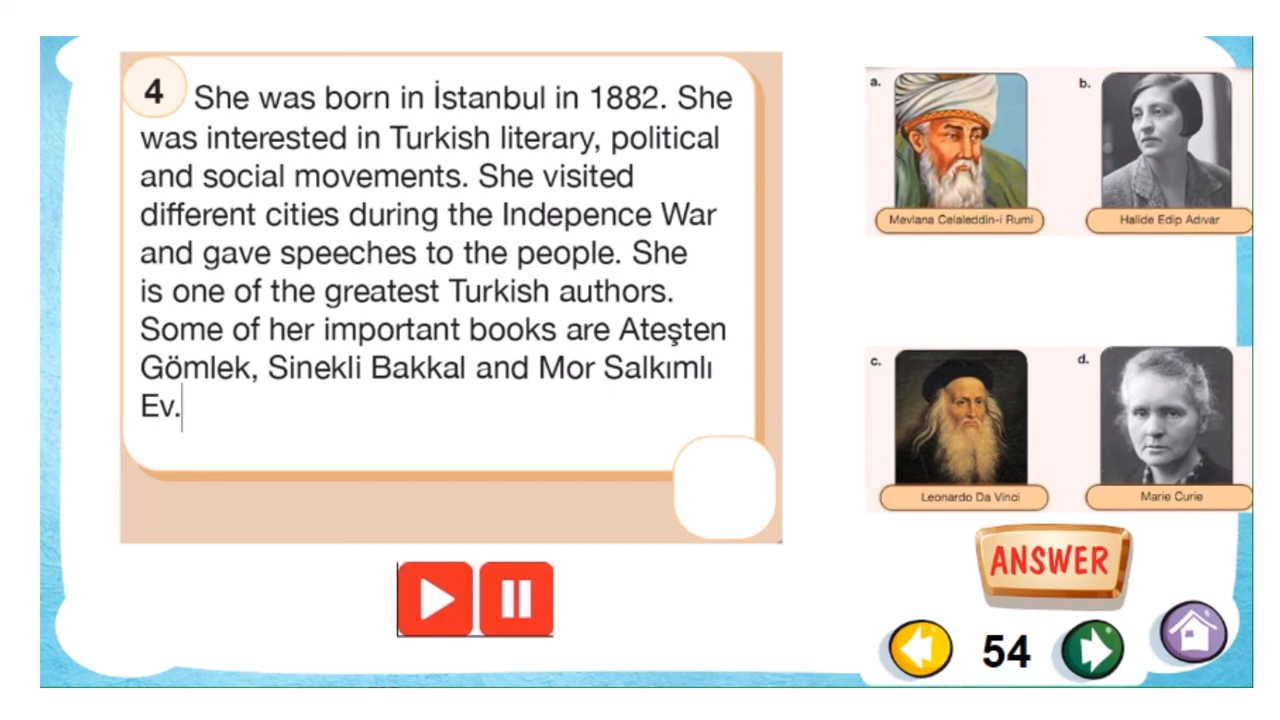 4
She was born in İstanbul in 1882. She
was interested in Turkish literary, political
and social movements. She visited
different cities during the Indepence War
and gave speeches to the people. She
is one of the greatest Turkish authors.
Some of her important books are Ateşten
Gömlek, Sinekli Bakkal and Mor Salkımlı
Ev.
a.
Mevlana Celaleddin-i Rumi
b.
Halide Edip Adıvar
c.
Leonardo Da Vinci
d.
Marie Curie
ANSWER
54